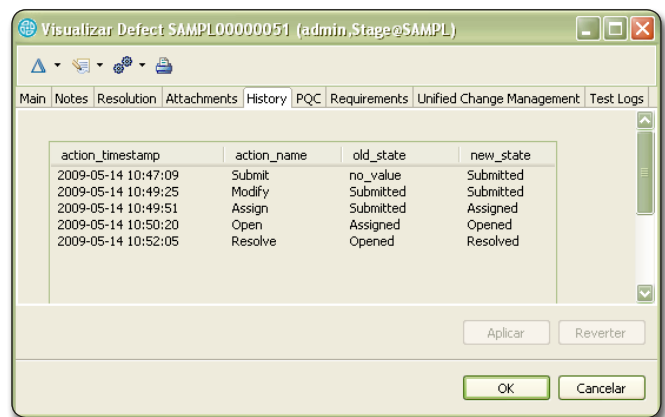 Visualizar Defect SAMPL00000051 (admin,Stage@SAMPL)
Main Notes Resolution Attachments History PQC Requirements Unified Change Management Test Logs
action_timestamp action_name old_state new_state
2009-05-14 10:47:09 Submit no_value Submitted
2009-05-14 10:49:25 Modify Submitted Submitted
2009-05-14 10:49:51 Assign Submitted Assigned
2009-05-14 10:50:20 Open Assigned Opened
2009-05-14 10:52:05 Resolve Opened Resolved
Aplicar Reverter
OK Cancelar